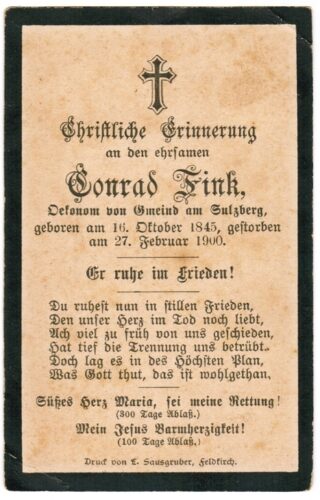 Christliche Erinnerung
an den ehrsamen
Conrad Fink,
Oekonom von Gmeind am Sulzberg,
geboren am 16. Oktober 1845, gestorben
am 27. Februar 1900.
Er ruhe im Frieden!
Du ruhest nun in stillen Frieden,
Den unser Herz im Tod noch liebt,
Ach viel zu früh von uns geschieden,
Hat tief die Trennung uns betrübt.
Doch lag es in des Höchsten Plan,
Was Gott thut, das ist wohlgethan.
Süßes Herz Maria, sei meine Rettung!
(300 Tage Ablaß.)
Mein Jesus Barmherzigkeit!
(100 Tage Ablaß.)
Druck von L. Sausgruber, Feldkirch.